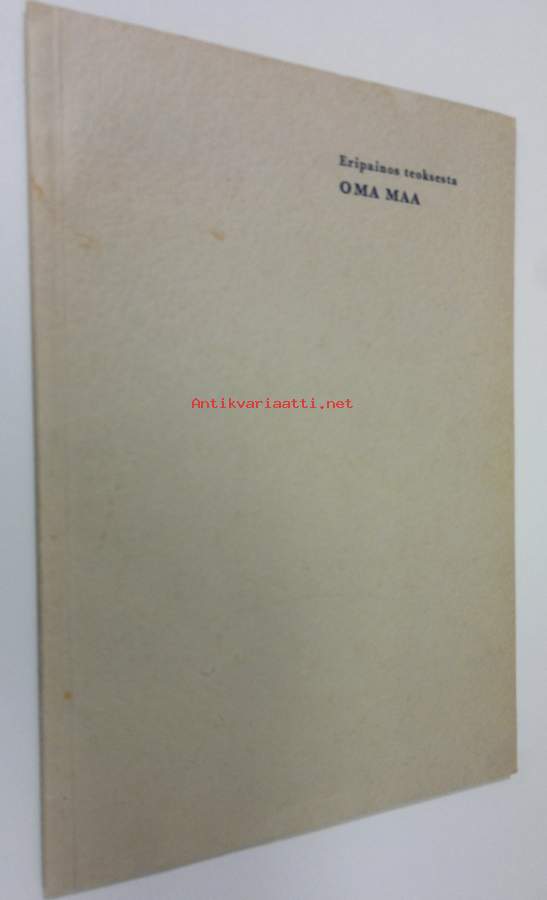 Eripainos teoksesta
OMA MAA
Antikvariaatti.net